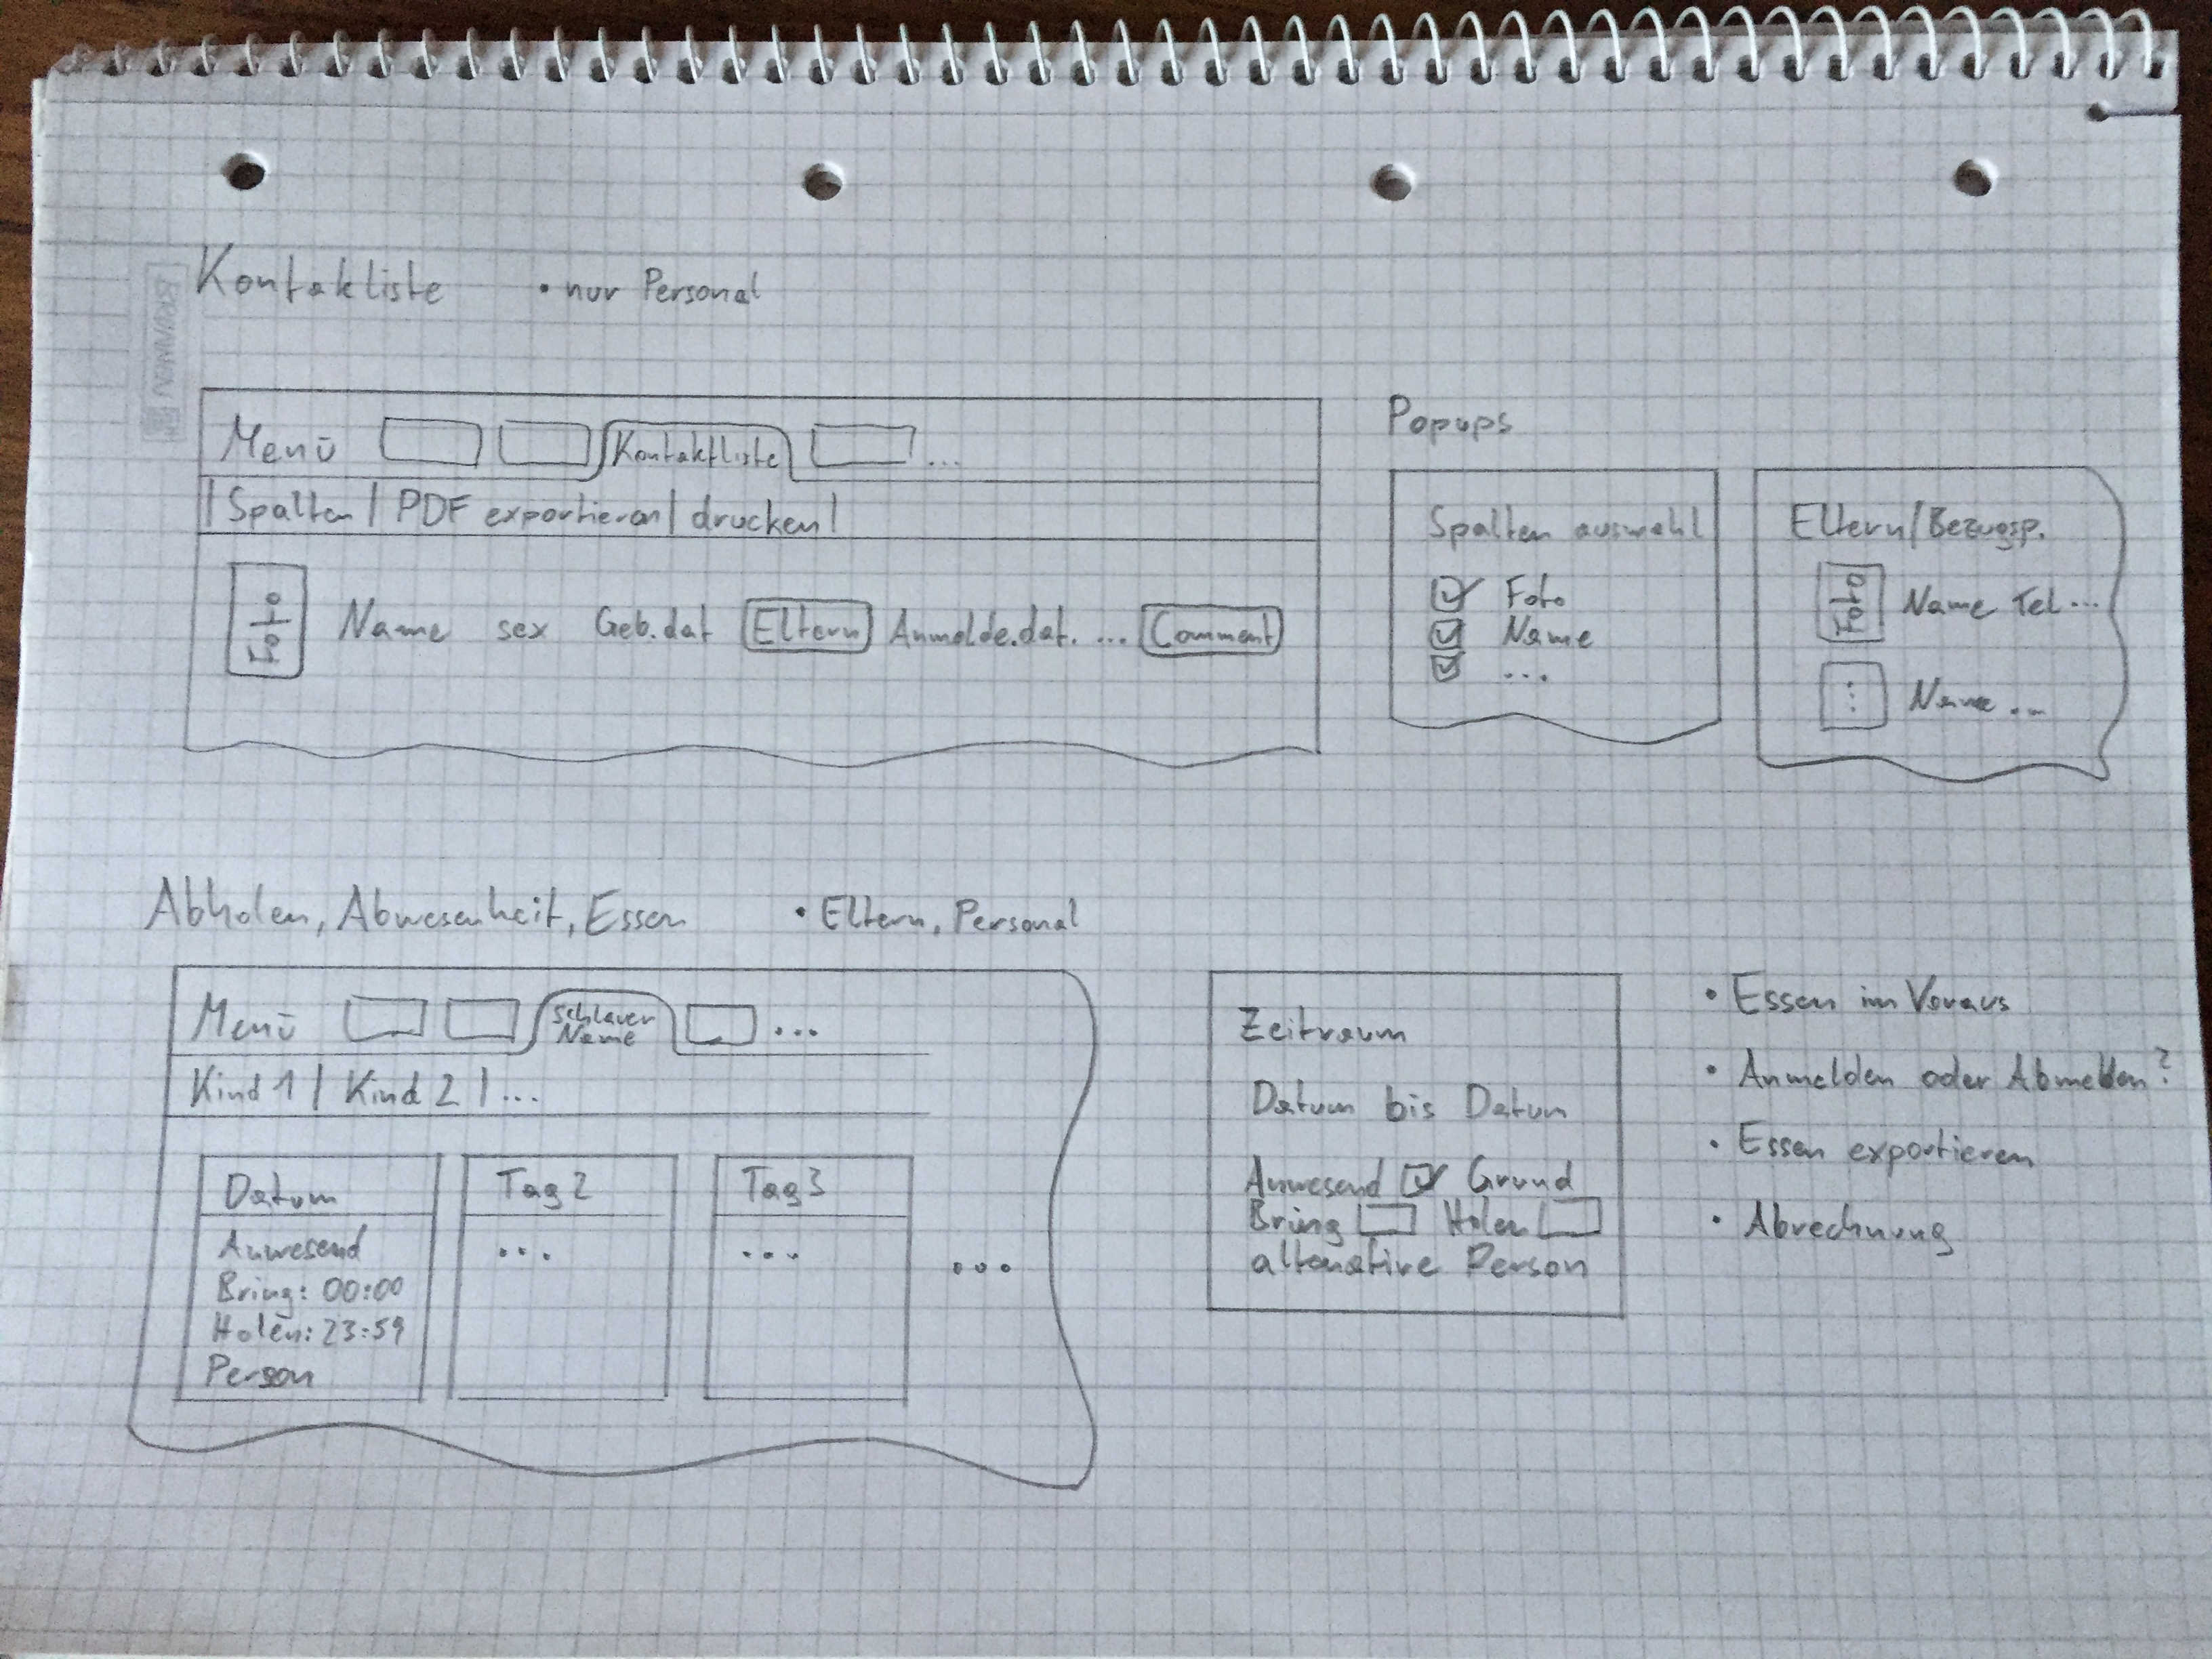 Kontakliste • nur Personal
Menü Kontaktliste ...
| Spalten | PDF exportieren | drucken |
Foto Name sex Geb.dat Eltern Anmelde.dat. ... Comment
Popups
Spalten auswahl
Foto
Name
...
Eltern/Bezugsp.
Foto Name Tel ...
... Name ...
Abholen, Abwesenheit, Essen • Eltern, Personal
Menü Schlauer Name ...
Kind 1 | Kind 2 | ...
Datum
Anwesend
Bring: 00:00
Holen: 23:59
Person
Tag 2
...
Tag 3
...
...
Zeitraum
Datum bis Datum
Anwesend Grund
Bring Holen
alternative Person
• Essen im Voraus
• Anmelden oder Abmelden?
• Essen exportieren
• Abrechnung